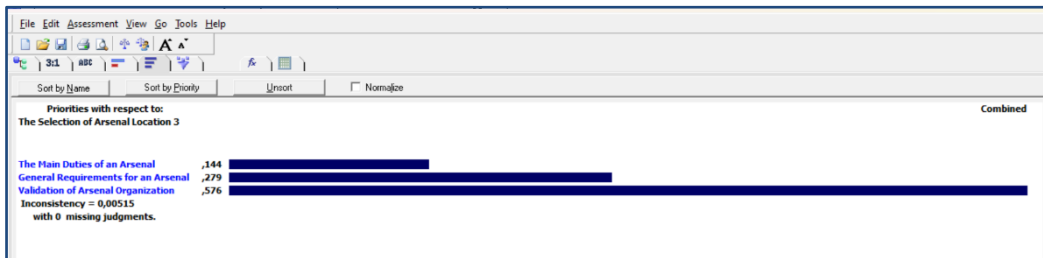 File Edit Assessment View Go Tools Help
A A
3:1 ABC fx
Sort by Name Sort by Priority Unsort Normalize
Priorities with respect to: Combined
The Selection of Arsenal Location 3
The Main Duties of an Arsenal ,144
General Requirements for an Arsenal ,279
Validation of Arsenal Organization ,576
Inconsistency = 0,00515
with 0 missing judgments.